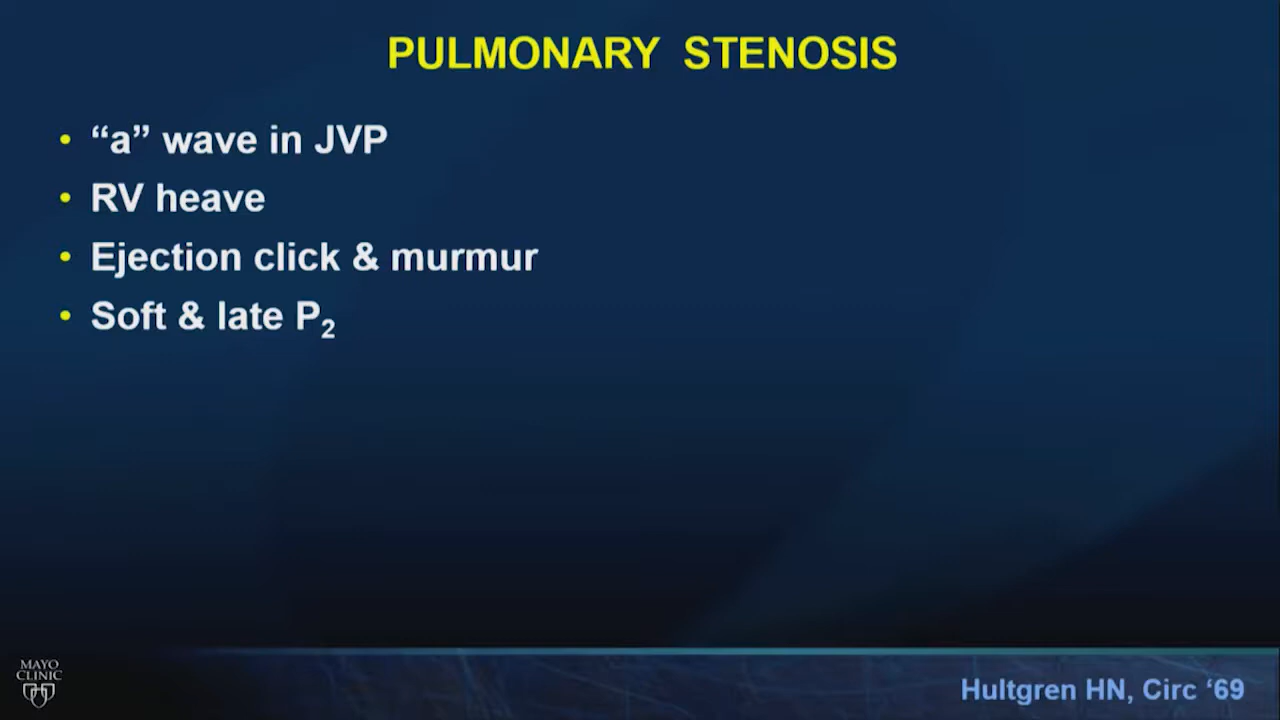 PULMONARY STENOSIS
• “a” wave in JVP
• RV heave
• Ejection click & murmur
• Soft & late P₂
MAYO
CLINIC
Hultgren HN, Circ ‘69